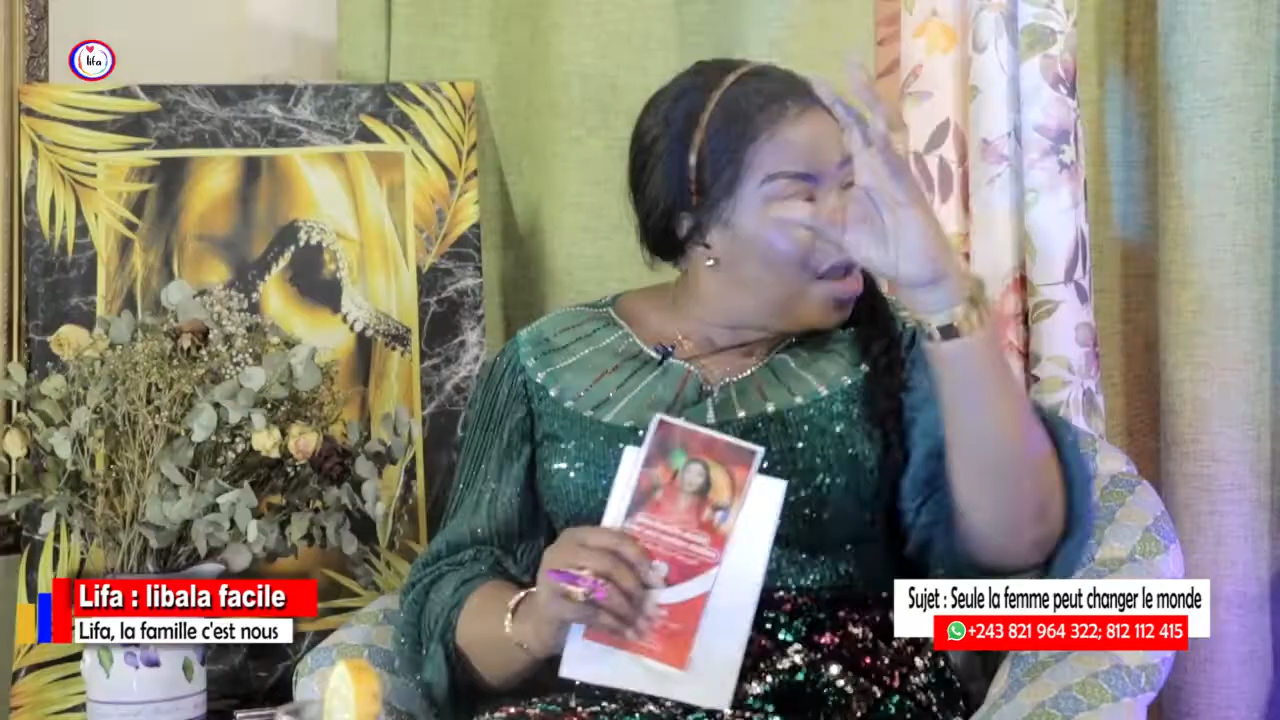 lifa
Lifa : libala facile
Lifa, la famille c'est nous
Sujet : Seule la femme peut changer le monde
+243 821 964 322; 812 112 415